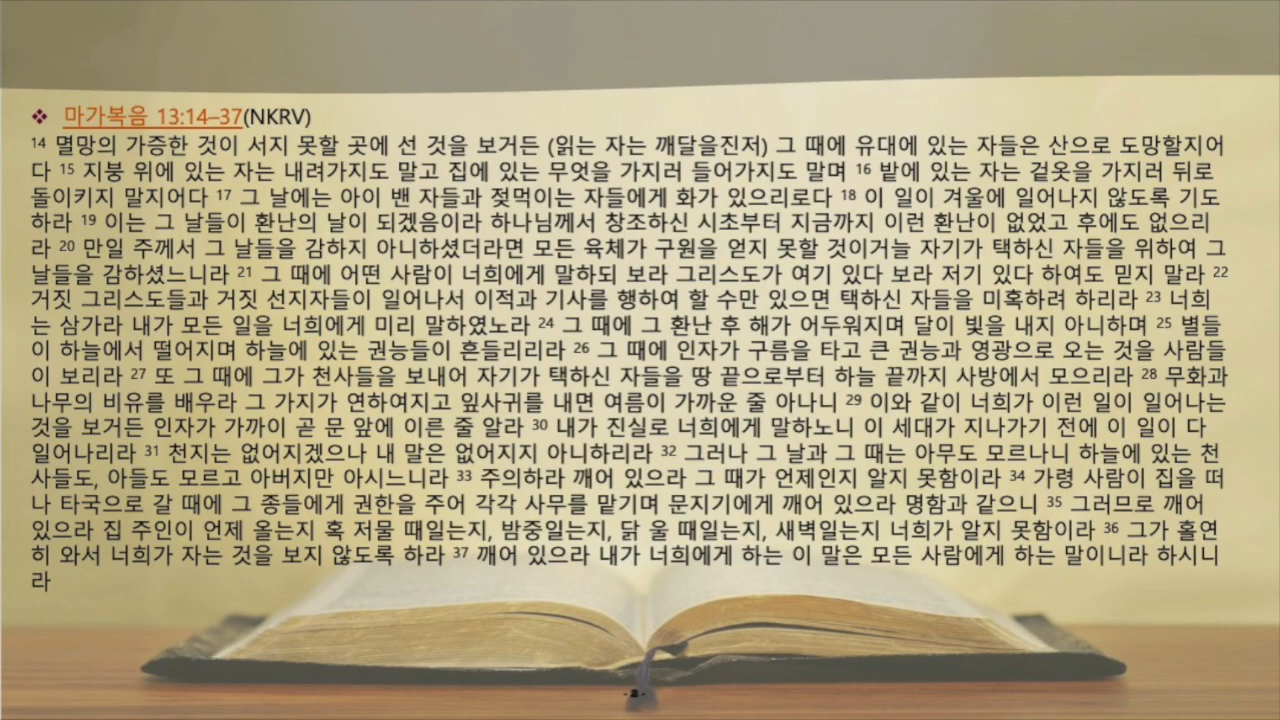 ❖ 마가복음 13:14–37(NKRV)
14 멸망의 가증한 것이 서지 못할 곳에 선 것을 보거든 (읽는 자는 깨달을진저) 그 때에 유대에 있는 자들은 산으로 도망할지어
다 15 지붕 위에 있는 자는 내려가지도 말고 집에 있는 무엇을 가지러 들어가지도 말며 16 밭에 있는 자는 겉옷을 가지러 뒤로
돌이키지 말지어다 17 그 날에는 아이 밴 자들과 젖먹이는 자들에게 화가 있으리로다 18 이 일이 겨울에 일어나지 않도록 기도
하라 19 이는 그 날들이 환난의 날이 되겠음이라 하나님께서 창조하신 시초부터 지금까지 이런 환난이 없었고 후에도 없으리
라 20 만일 주께서 그 날들을 감하지 아니하셨더라면 모든 육체가 구원을 얻지 못할 것이거늘 자기가 택하신 자들을 위하여 그
날들을 감하셨느니라 21 그 때에 어떤 사람이 너희에게 말하되 보라 그리스도가 여기 있다 보라 저기 있다 하여도 믿지 말라 22
거짓 그리스도들과 거짓 선지자들이 일어나서 이적과 기사를 행하여 할 수만 있으면 택하신 자들을 미혹하려 하리라 23 너희
는 삼가라 내가 모든 일을 너희에게 미리 말하였노라 24 그 때에 그 환난 후 해가 어두워지며 달이 빛을 내지 아니하며 25 별들
이 하늘에서 떨어지며 하늘에 있는 권능들이 흔들리리라 26 그 때에 인자가 구름을 타고 큰 권능과 영광으로 오는 것을 사람들
이 보리라 27 또 그 때에 그가 천사들을 보내어 자기가 택하신 자들을 땅 끝으로부터 하늘 끝까지 사방에서 모으리라 28 무화과
나무의 비유를 배우라 그 가지가 연하여지고 잎사귀를 내면 여름이 가까운 줄 아나니 29 이와 같이 너희가 이런 일이 일어나는
것을 보거든 인자가 가까이 곧 문 앞에 이른 줄 알라 30 내가 진실로 너희에게 말하노니 이 세대가 지나가기 전에 이 일이 다
일어나리라 31 천지는 없어지겠으나 내 말은 없어지지 아니하리라 32 그러나 그 날과 그 때는 아무도 모르나니 하늘에 있는 천
사들도, 아들도 모르고 아버지만 아시느니라 33 주의하라 깨어 있으라 그 때가 언제인지 알지 못함이라 34 가령 사람이 집을 떠
나 타국으로 갈 때에 그 종들에게 권한을 주어 각각 사무를 맡기며 문지기에게 깨어 있으라 명함과 같으니 35 그러므로 깨어
있으라 집 주인이 언제 올는지 혹 저물 때일는지, 밤중일는지, 닭 울 때일는지, 새벽일는지 너희가 알지 못함이라 36 그가 홀연
히 와서 너희가 자는 것을 보지 않도록 하라 37 깨어 있으라 내가 너희에게 하는 이 말은 모든 사람에게 하는 말이니라 하시니
라
- 2 -